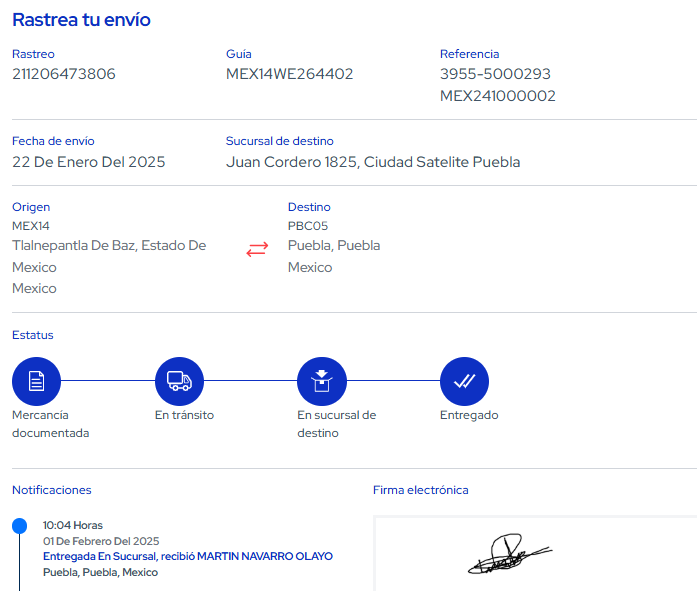 Rastrea tu envío
Rastreo
211206473806
Guía
MEX14WE264402
Referencia
3955-5000293
MEX241000002
Fecha de envío
22 De Enero Del 2025
Sucursal de destino
Juan Cordero 1825, Ciudad Satelite Puebla
Origen
MEX14
Tlalnepantla De Baz, Estado De
Mexico
Mexico
Destino
PBC05
Puebla, Puebla
Mexico
Estatus
Mercancía
documentada
En tránsito
En sucursal de
destino
Entregado
Notificaciones
10:04 Horas
01 De Febrero Del 2025
Entregada En Sucursal, recibió MARTIN NAVARRO OLAYO
Puebla, Puebla, Mexico
Firma electrónica